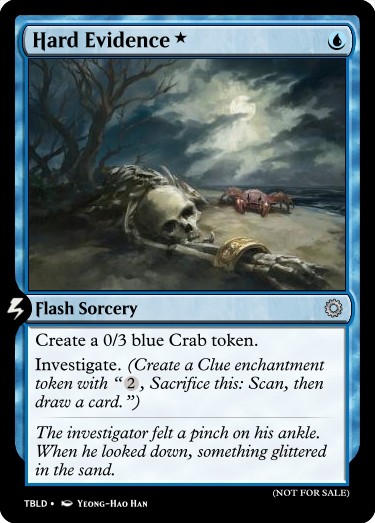 Hard Evidence ★
Flash Sorcery
Create a 0/3 blue Crab token.
Investigate. (Create a Clue enchantment
token with “2, Sacrifice this: Scan, then
draw a card.”)
The investigator felt a pinch on his ankle.
When he looked down, something glittered
in the sand.
(NOT FOR SALE)
TBLD • Yeong-Hao Han